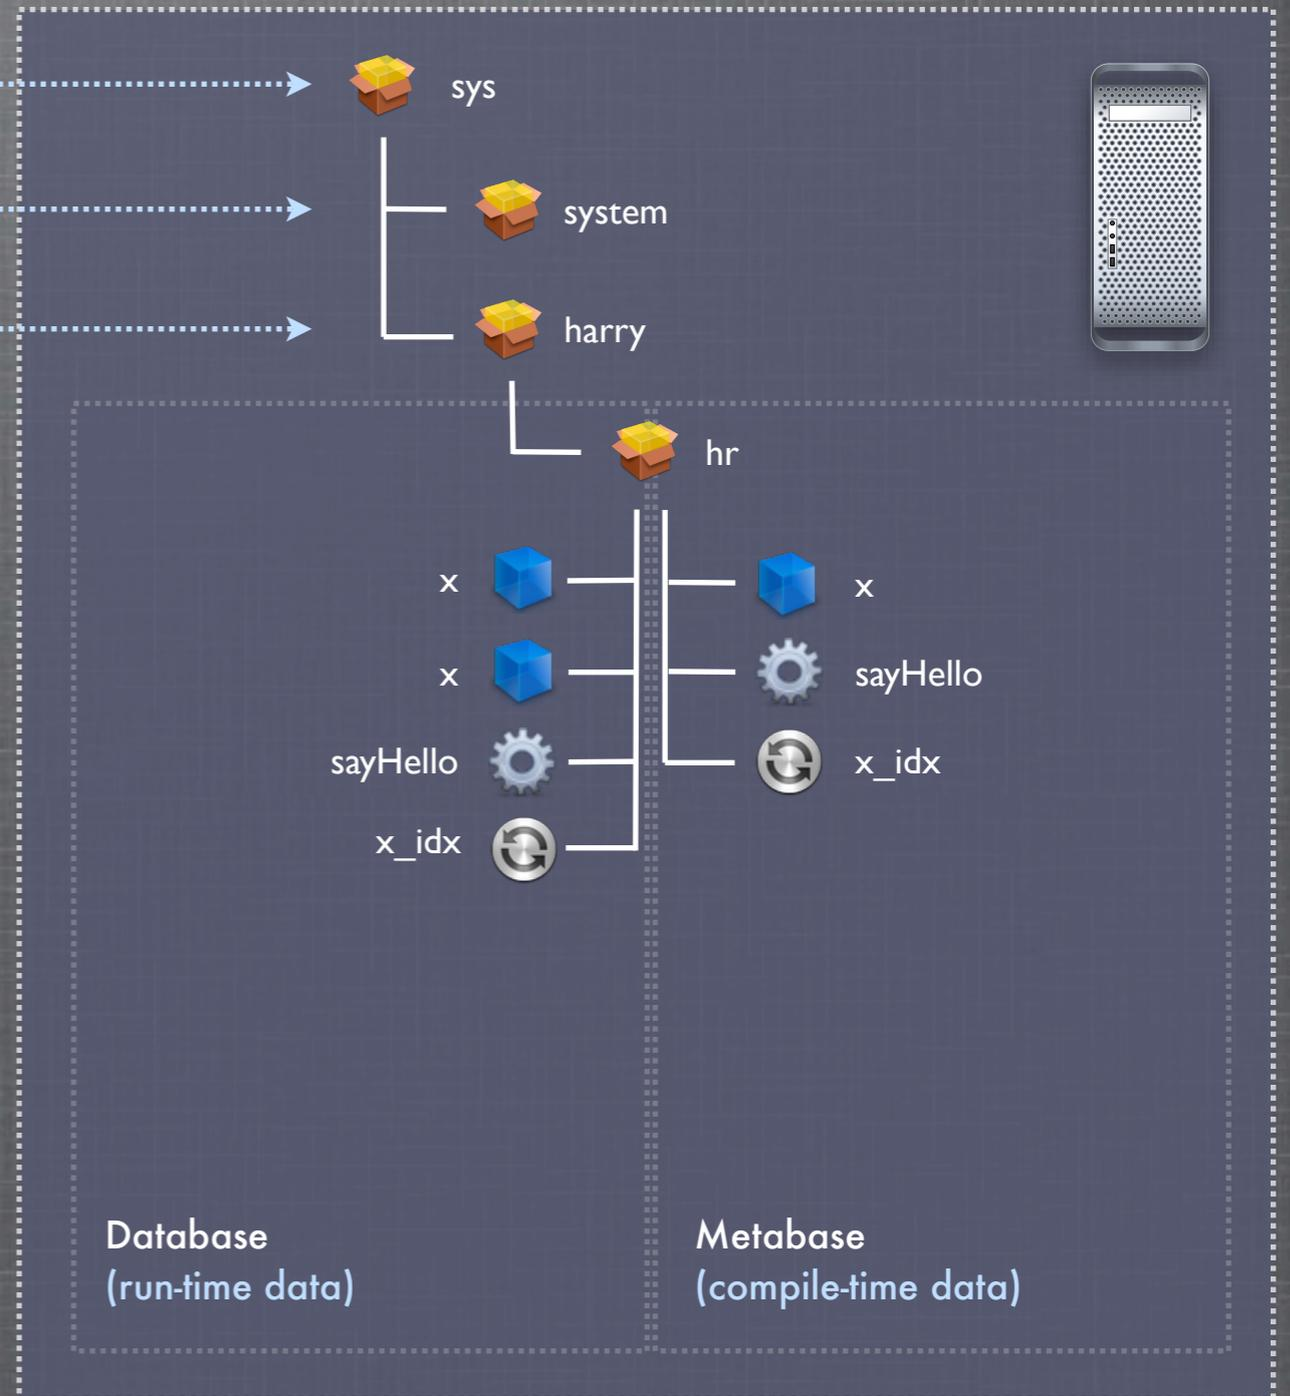 sys
system
harry
hr
x
x
x
sayHello
sayHello
x_idx
x_idx
Database
(run-time data)
Metabase
(compile-time data)